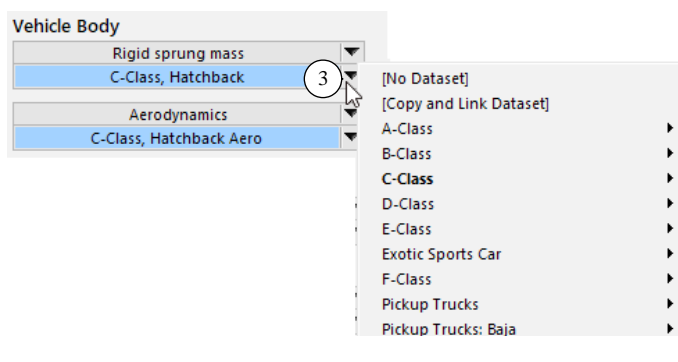 Vehicle Body
Rigid sprung mass
C-Class, Hatchback
3
Aerodynamics
C-Class, Hatchback Aero
[No Dataset]
[Copy and Link Dataset]
A-Class
B-Class
C-Class
D-Class
E-Class
Exotic Sports Car
F-Class
Pickup Trucks
Pickup Trucks: Baja